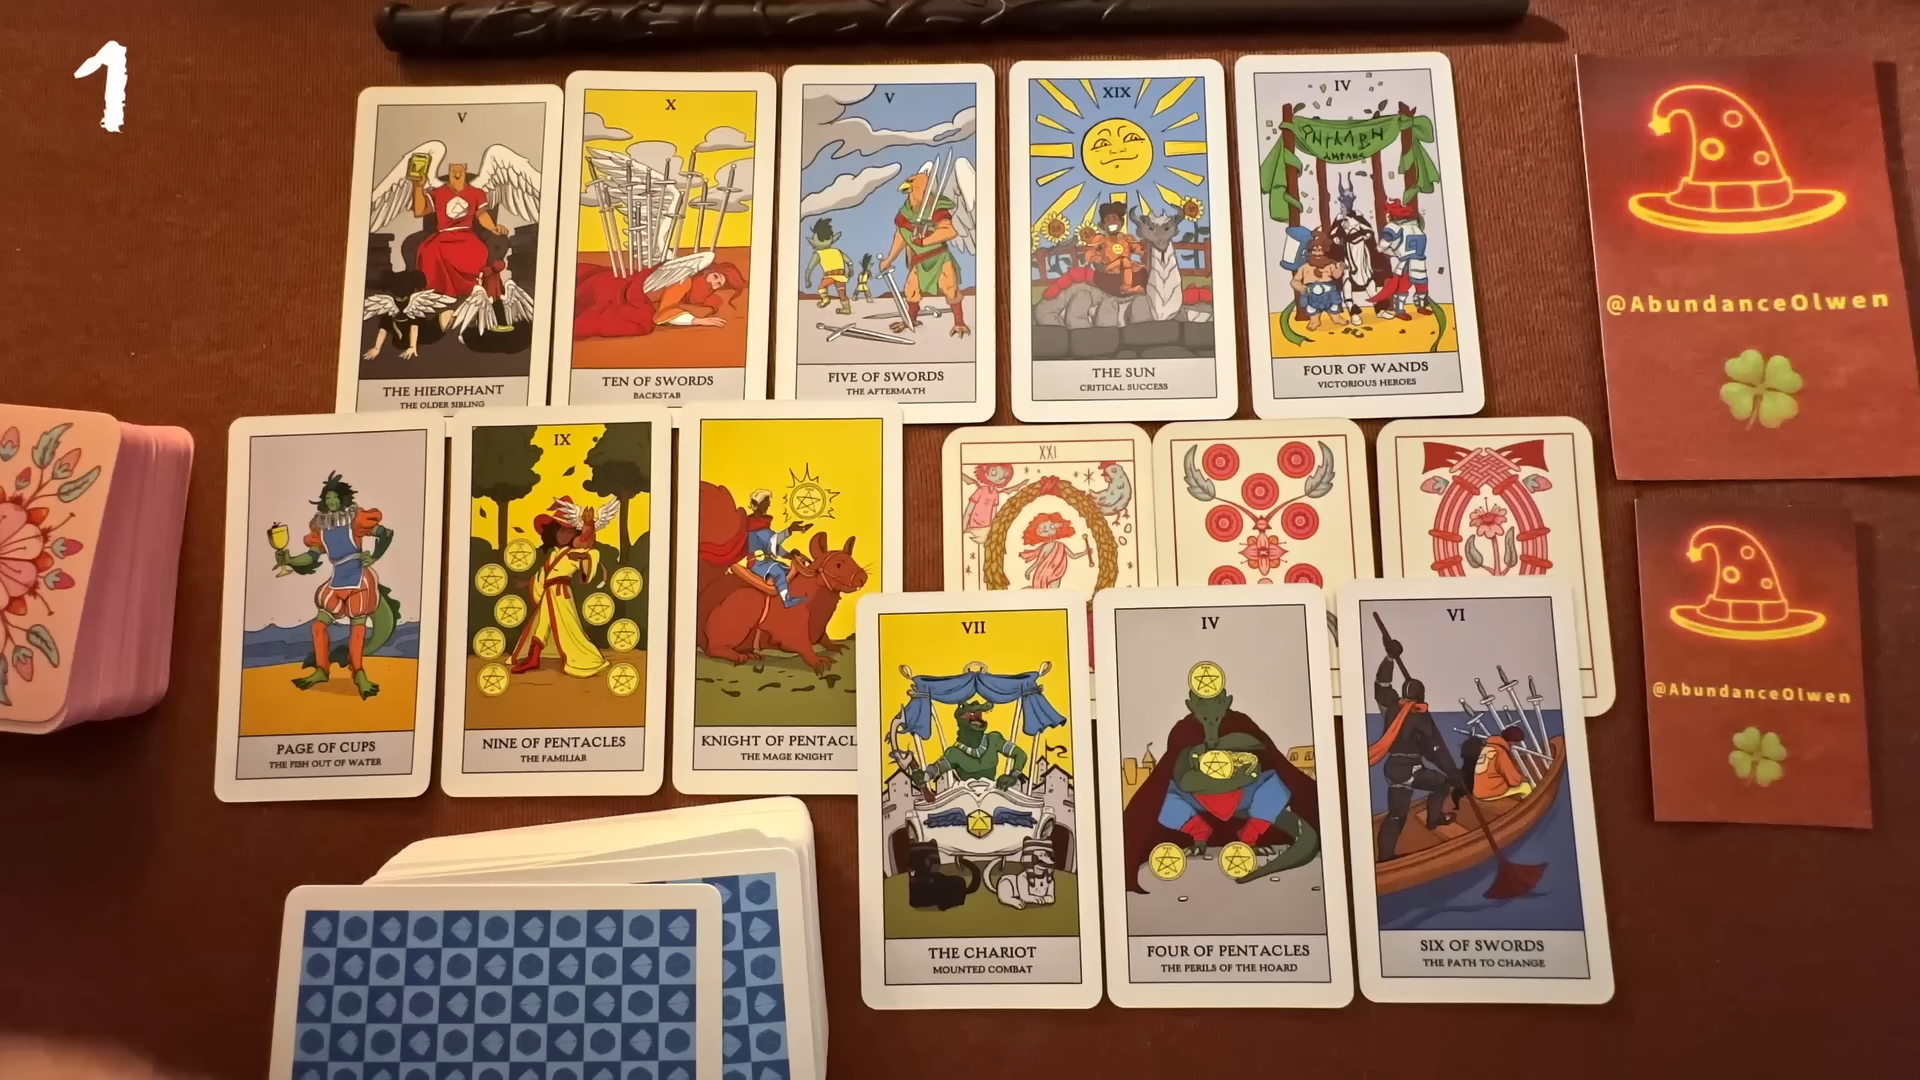 1
V
THE HIEROPHANT
THE OLDER SIBLING
X
TEN OF SWORDS
BACKSTAB
V
FIVE OF SWORDS
THE AFTERMATH
XIX
THE SUN
CRITICAL SUCCESS
IV
FOUR OF WANDS
VICTORIOUS HEROES
@AbundanceOlwen
PAGE OF CUPS
THE FISH OUT OF WATER
IX
NINE OF PENTACLES
THE FAMILIAR
KNIGHT OF PENTACL
THE MAGE KNIGHT
XXI
VII
THE CHARIOT
MOUNTED COMBAT
IV
FOUR OF PENTACLES
THE PERILS OF THE HOARD
VI
SIX OF SWORDS
THE PATH TO CHANGE
@AbundanceOlwen